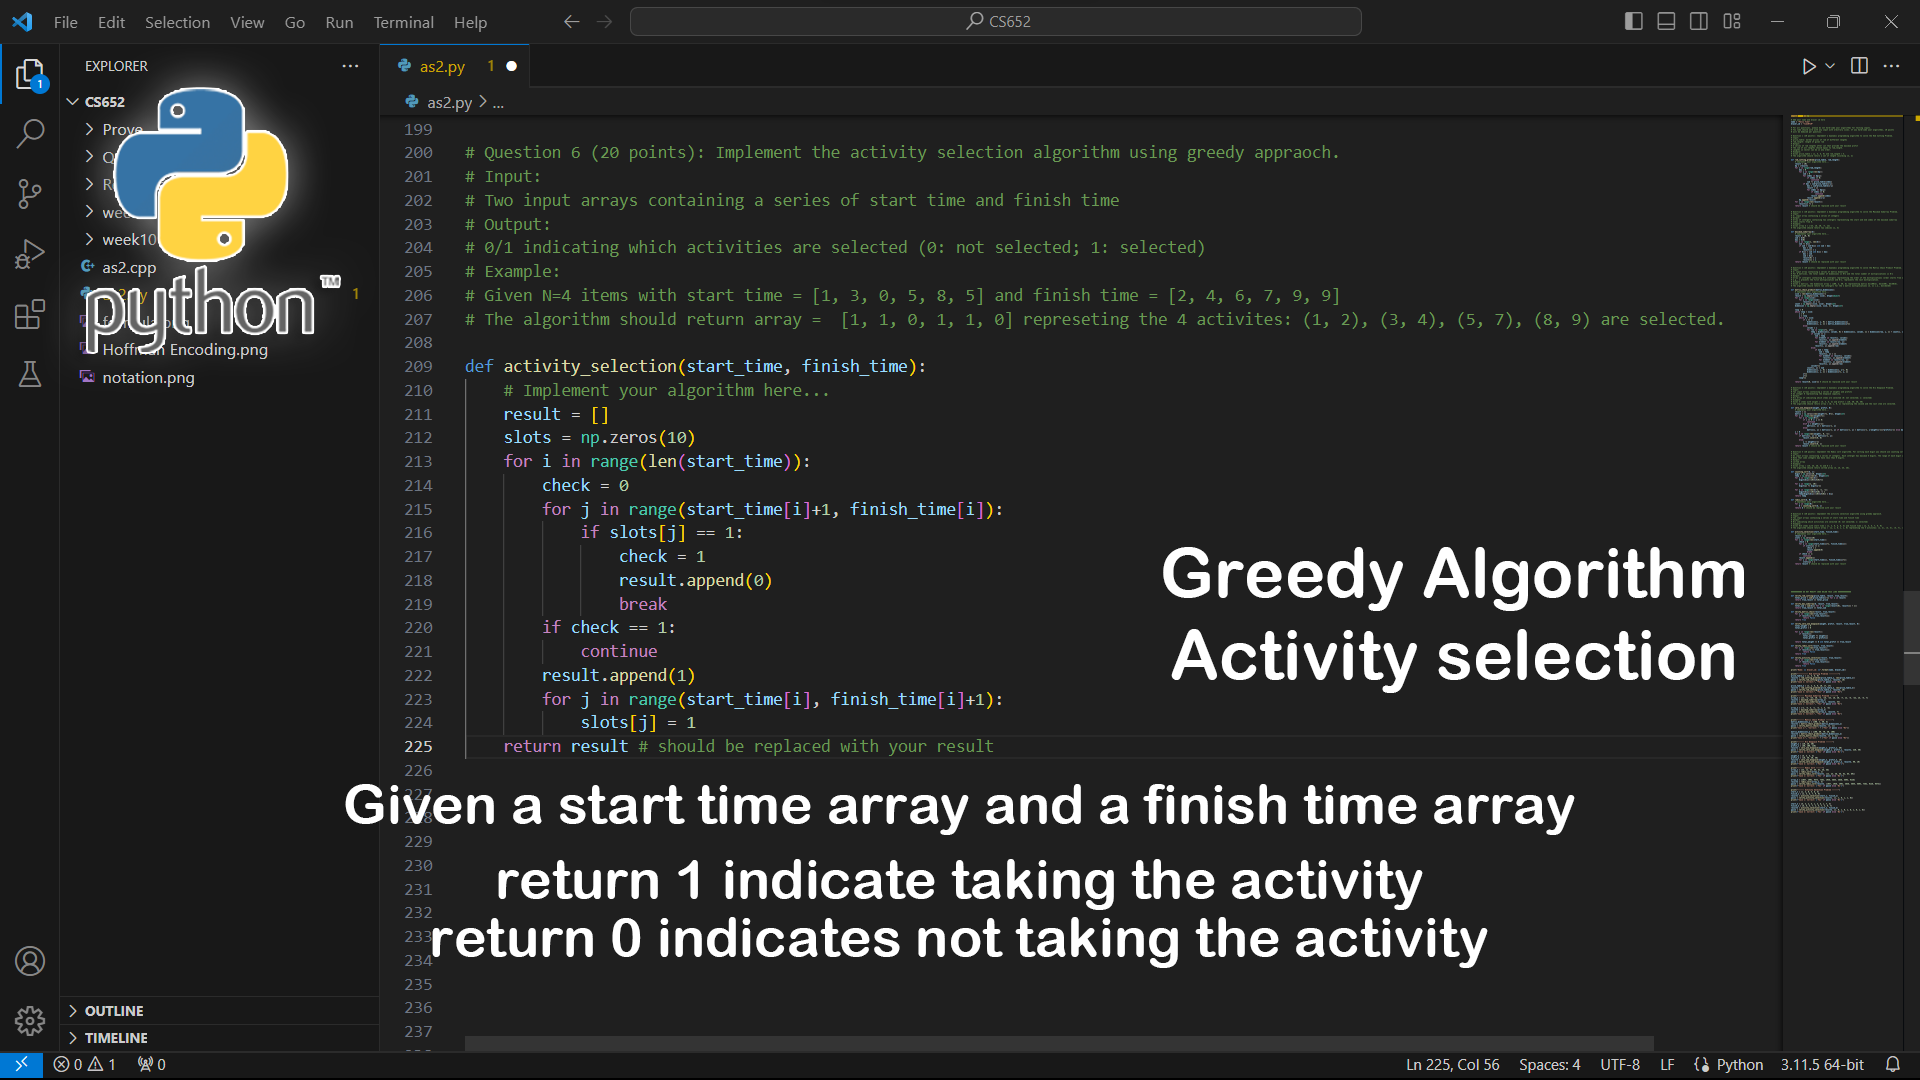 File Edit Selection View Go Run Terminal Help
CS652
EXPLORER
CS652
Prove
week10
as2.cpp
Hoffman Encoding.png
notation.png
OUTLINE
TIMELINE
python™
1
1
as2.py 1
as2.py > ...
199
200 # Question 6 (20 points): Implement the activity selection algorithm using greedy appraoch.
201 # Input:
202 # Two input arrays containing a series of start time and finish time
203 # Output:
204 # 0/1 indicating which activities are selected (0: not selected; 1: selected)
205 # Example:
206 # Given N=4 items with start time = [1, 3, 0, 5, 8, 5] and finish time = [2, 4, 6, 7, 9, 9]
207 # The algorithm should return array =  [1, 1, 0, 1, 1, 0] represeting the 4 activites: (1, 2), (3, 4), (5, 7), (8, 9) are selected.
208
209 def activity_selection(start_time, finish_time):
210     # Implement your algorithm here...
211     result = []
212     slots = np.zeros(10)
213     for i in range(len(start_time)):
214         check = 0
215         for j in range(start_time[i]+1, finish_time[i]):
216             if slots[j] == 1:
217                 check = 1
218                 result.append(0)
219                 break
220         if check == 1:
221             continue
222         result.append(1)
223         for j in range(start_time[i], finish_time[i]+1):
224             slots[j] = 1
225     return result # should be replaced with your result
226
227
228
229
230
231
232
233
234
235
236
237
Greedy Algorithm
Activity selection
Given a start time array and a finish time array
return 1 indicate taking the activity
return 0 indicates not taking the activity
0 1 0
Ln 225, Col 56 Spaces: 4 UTF-8 LF Python 3.11.5 64-bit